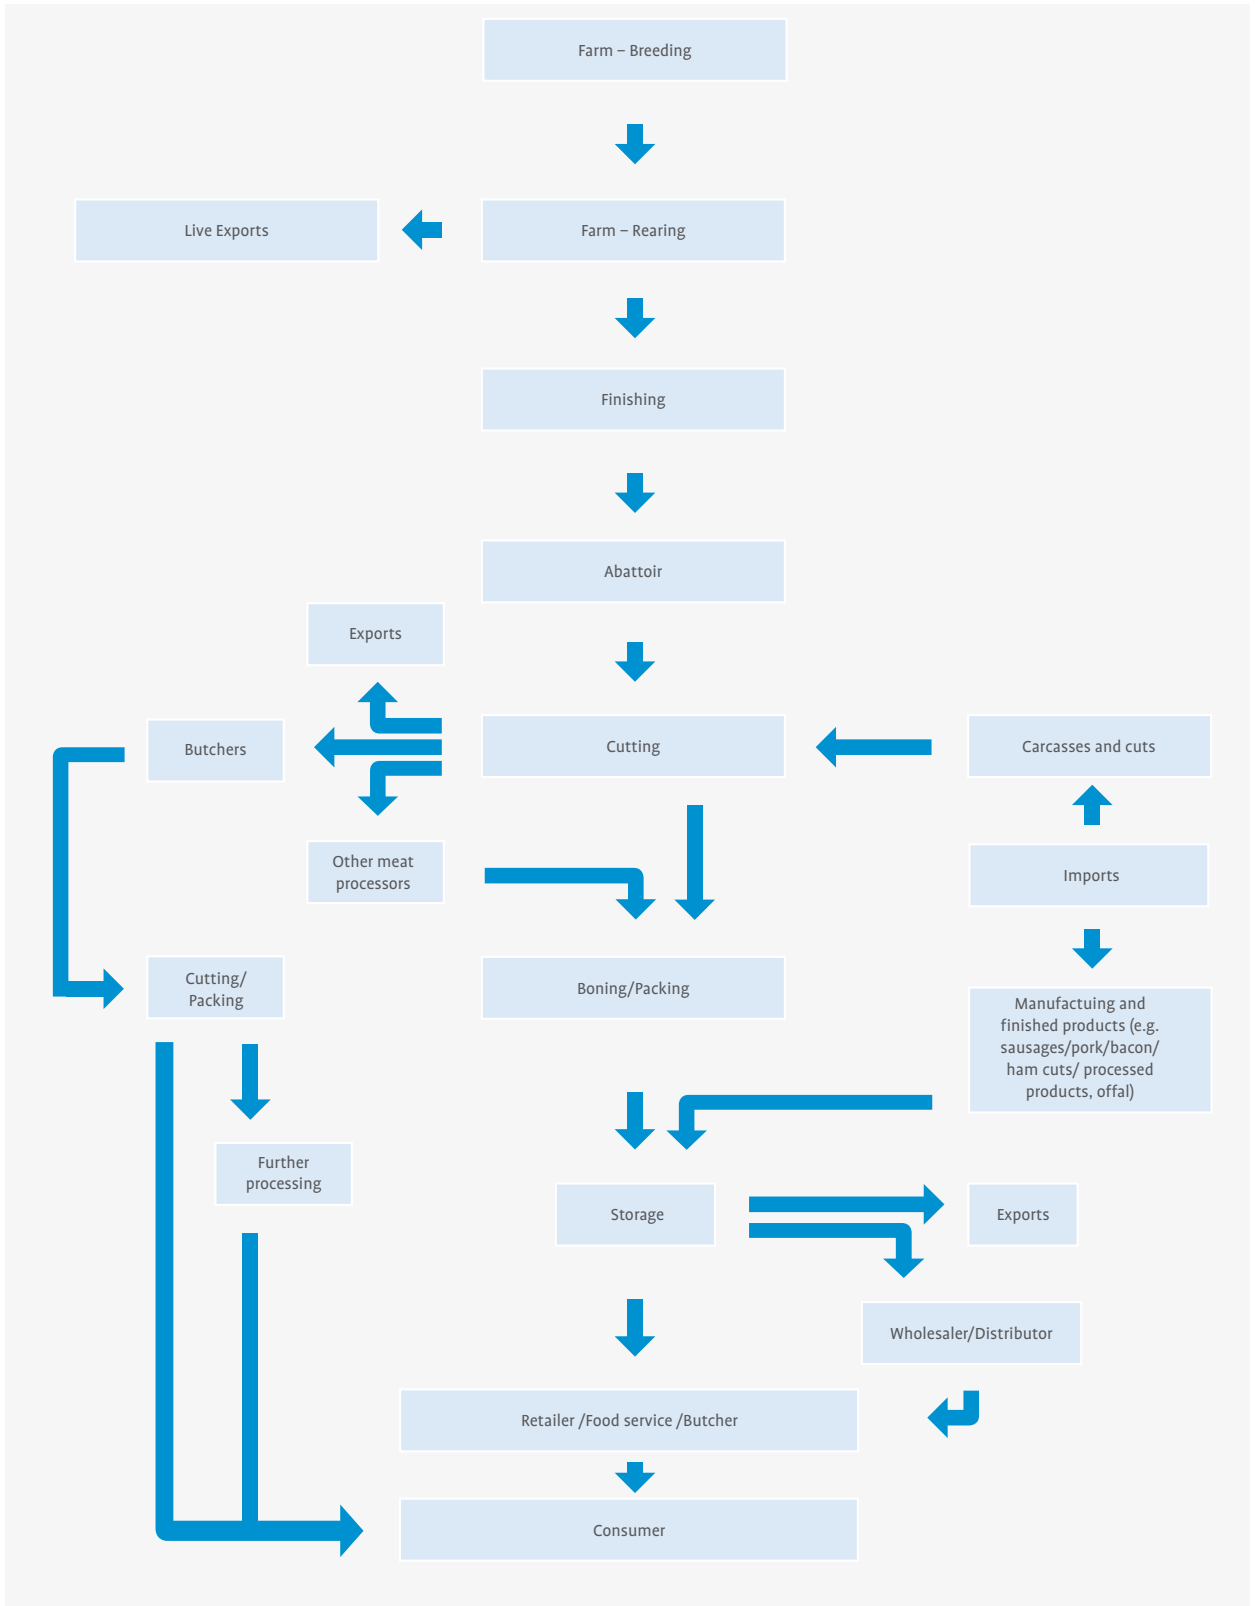 Farm – Breeding
Live Exports
Farm – Rearing
Finishing
Abattoir
Exports
Butchers
Cutting
Carcasses and cuts
Other meat
processors
Imports
Cutting/
Packing
Boning/Packing
Manufactuing and
finished products (e.g.
sausages/pork/bacon/
ham cuts/ processed
products, offal)
Further
processing
Storage
Exports
Wholesaler/Distributor
Retailer /Food service /Butcher
Consumer